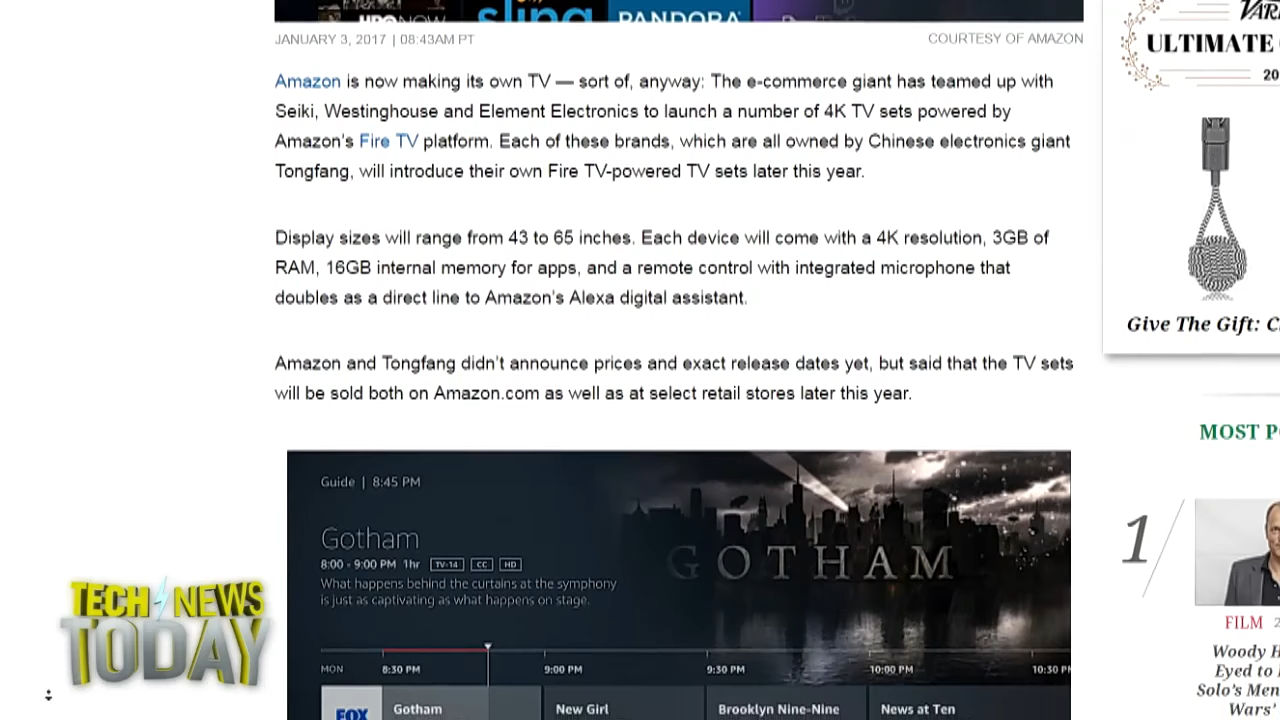 HBO NOW
sling
PANDORA
JANUARY 3, 2017 | 08:43AM PT
COURTESY OF AMAZON
Amazon is now making its own TV — sort of, anyway: The e-commerce giant has teamed up with
Seiki, Westinghouse and Element Electronics to launch a number of 4K TV sets powered by
Amazon's Fire TV platform. Each of these brands, which are all owned by Chinese electronics giant
Tongfang, will introduce their own Fire TV-powered TV sets later this year.
Display sizes will range from 43 to 65 inches. Each device will come with a 4K resolution, 3GB of
RAM, 16GB internal memory for apps, and a remote control with integrated microphone that
doubles as a direct line to Amazon's Alexa digital assistant.
Amazon and Tongfang didn't announce prices and exact release dates yet, but said that the TV sets
will be sold both on Amazon.com as well as at select retail stores later this year.
Guide | 8:45 PM
Gotham
8:00 - 9:00 PM 1hr TV-14 CC HD
What happens behind the curtains at the symphony
is just as captivating as what happens on stage.
GOTHAM
MON 8:30 PM 9:00 PM 9:30 PM 10:00 PM 10:30 PM
FOX Gotham New Girl Brooklyn Nine-Nine News at Ten
ULTIMATE
20
Give The Gift: C
MOST P
1
FILM 2
Woody H
Eyed to
Solo's Men
Wars'
TECH NEWS
TODAY